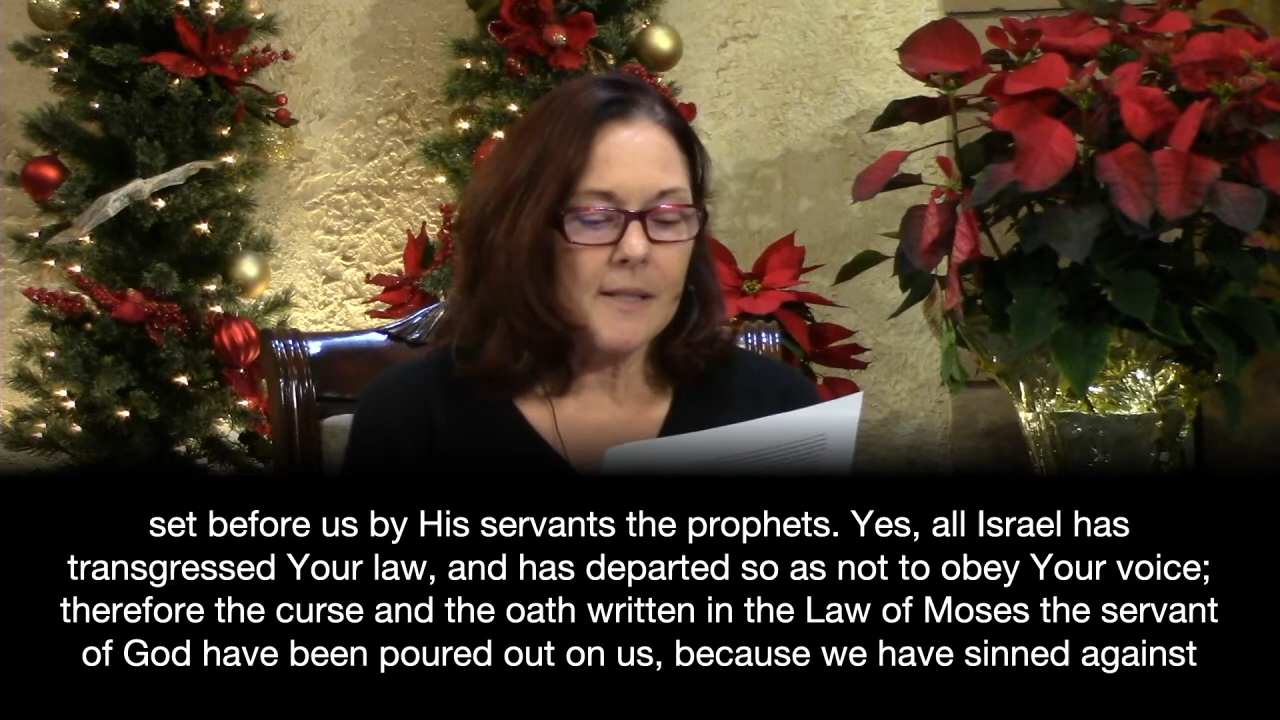 set before us by His servants the prophets. Yes, all Israel has
transgressed Your law, and has departed so as not to obey Your voice;
therefore the curse and the oath written in the Law of Moses the servant
of God have been poured out on us, because we have sinned against